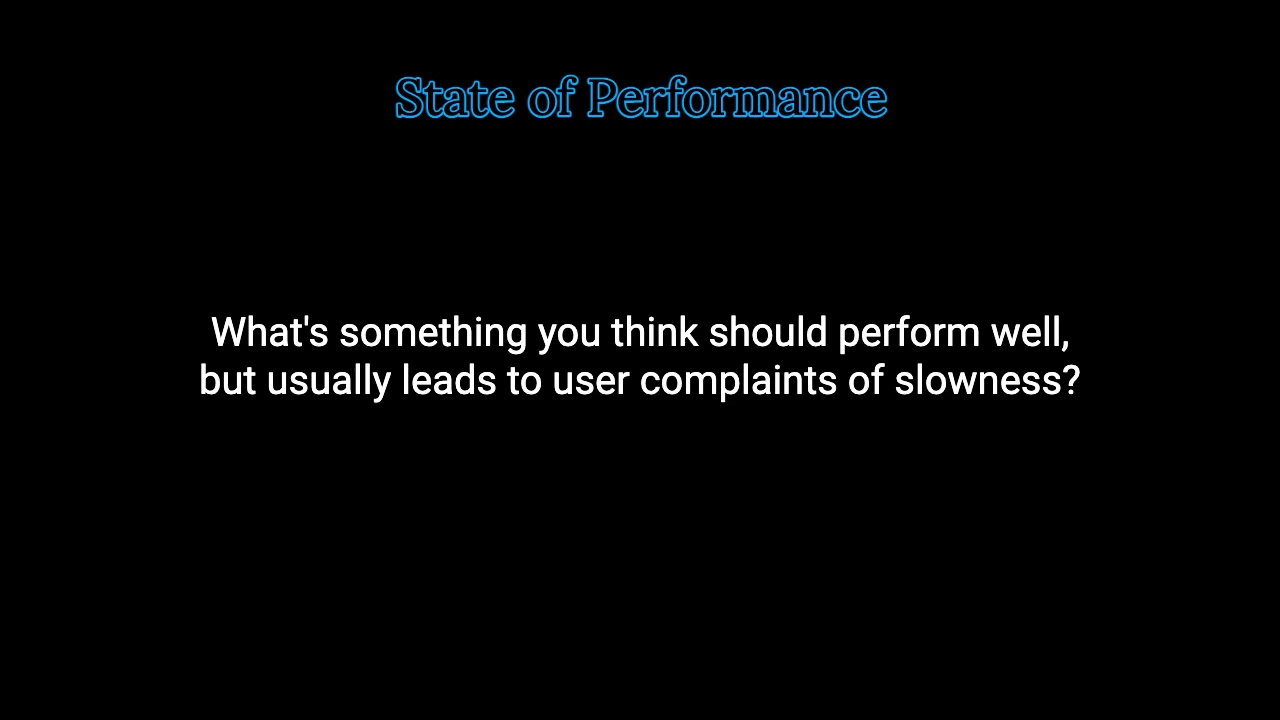 State of Performance
What's something you think should perform well,
but usually leads to user complaints of slowness?